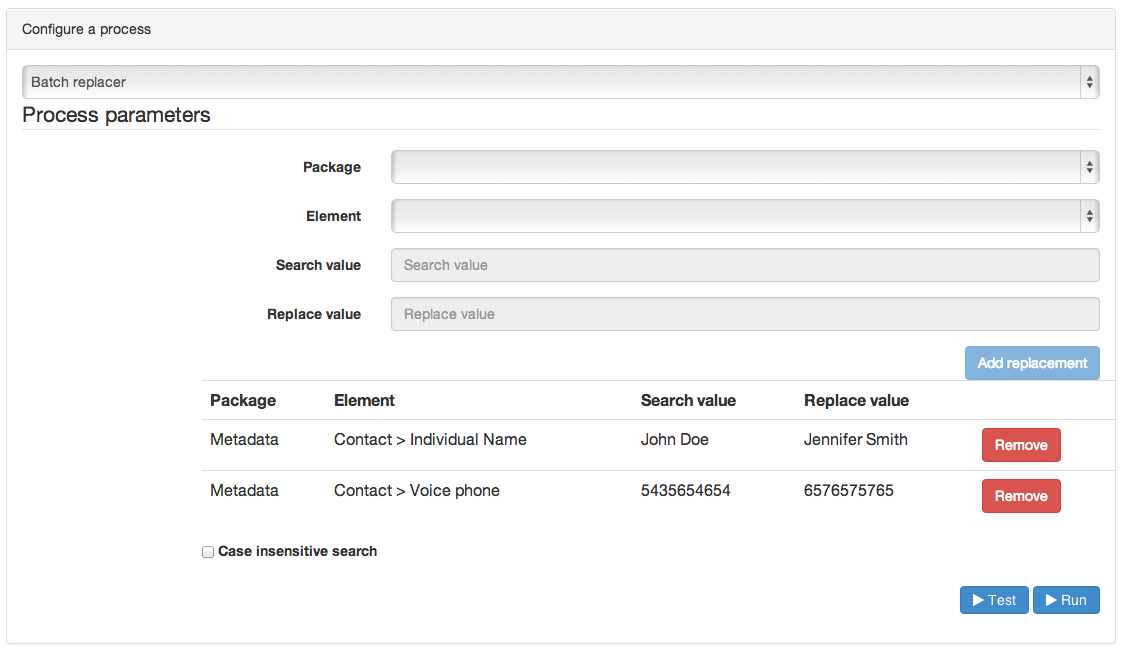 Configure a process
Batch replacer
Process parameters
Package
Element
Search value Search value
Replace value Replace value
Add replacement
Package Element Search value Replace value
Metadata Contact > Individual Name John Doe Jennifer Smith Remove
Metadata Contact > Voice phone 5435654654 6576575765 Remove
Case insensitive search
Test Run